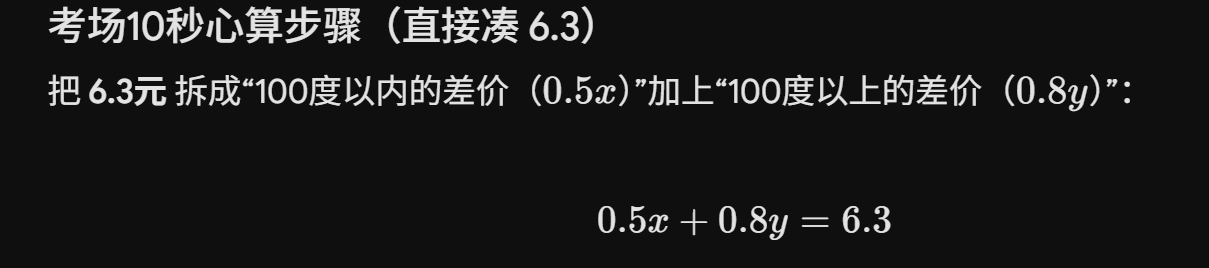 考场10秒心算步骤（直接凑 6.3）
把 6.3元 拆成“100度以内的差价（0.5x）”加上“100度以上的差价（0.8y）”：
0.5x + 0.8y = 6.3